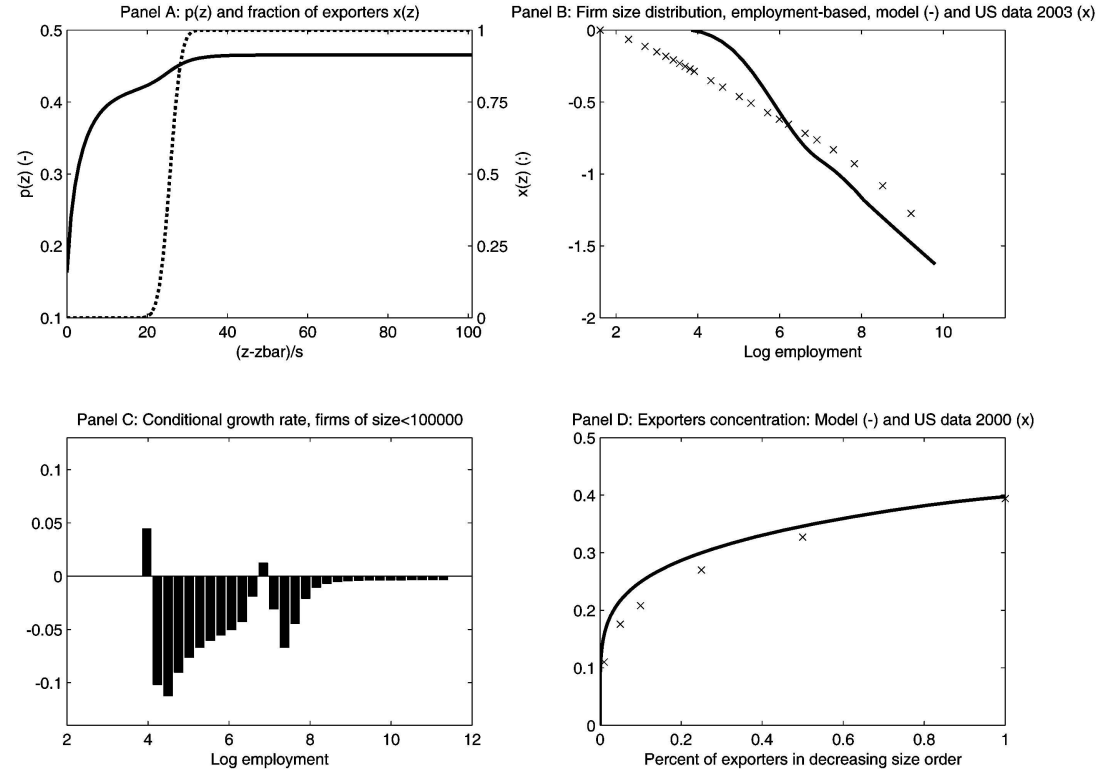 Panel A: p(z) and fraction of exporters x(z)
0.5
0.4
0.3
0.2
0.1
p(z) (-)
1
0.75
0.5
0.25
0
x(z) (:)
0 20 40 60 80 100
(z-zbar)/s
Panel B: Firm size distribution, employment-based, model (-) and US data 2003 (x)
0
-0.5
-1
-1.5
-2
2 4 6 8 10
Log employment
Panel C: Conditional growth rate, firms of size<100000
0.1
0.05
0
-0.05
-0.1
2 4 6 8 10 12
Log employment
Panel D: Exporters concentration: Model (-) and US data 2000 (x)
0.5
0.4
0.3
0.2
0.1
0
0 0.2 0.4 0.6 0.8 1
Percent of exporters in decreasing size order